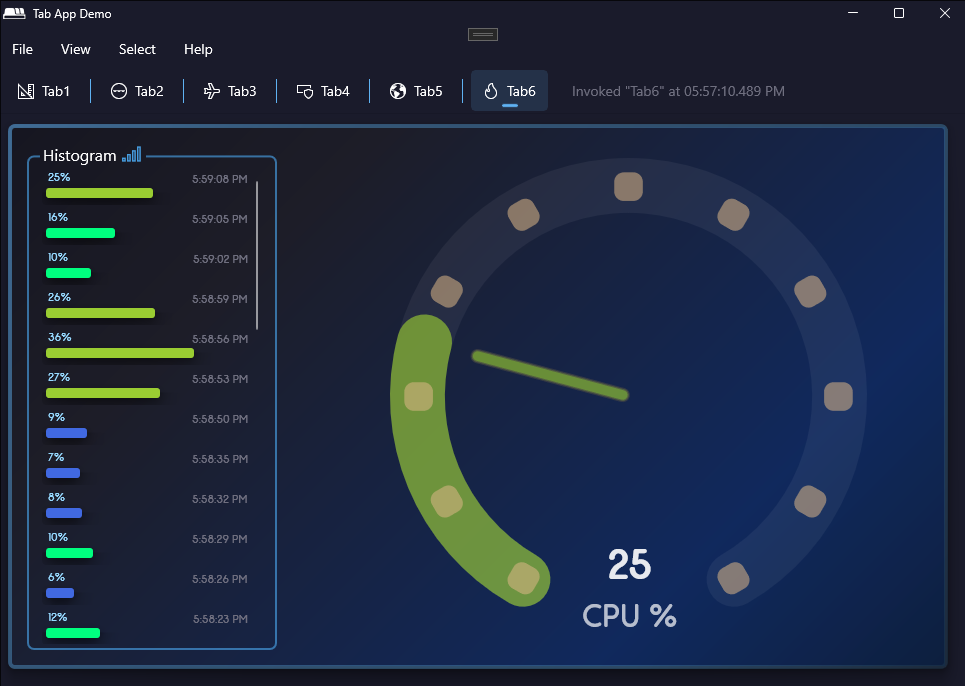 Tab App Demo
File View Select Help
Tab1 Tab2 Tab3 Tab4 Tab5 Tab6 Invoked "Tab6" at 05:57:10.489 PM
Histogram
25% 5:59:08 PM
16% 5:59:05 PM
10% 5:59:02 PM
26% 5:58:59 PM
36% 5:58:56 PM
27% 5:58:53 PM
9% 5:58:50 PM
7% 5:58:35 PM
8% 5:58:32 PM
10% 5:58:29 PM
6% 5:58:26 PM
12% 5:58:23 PM
25
CPU %